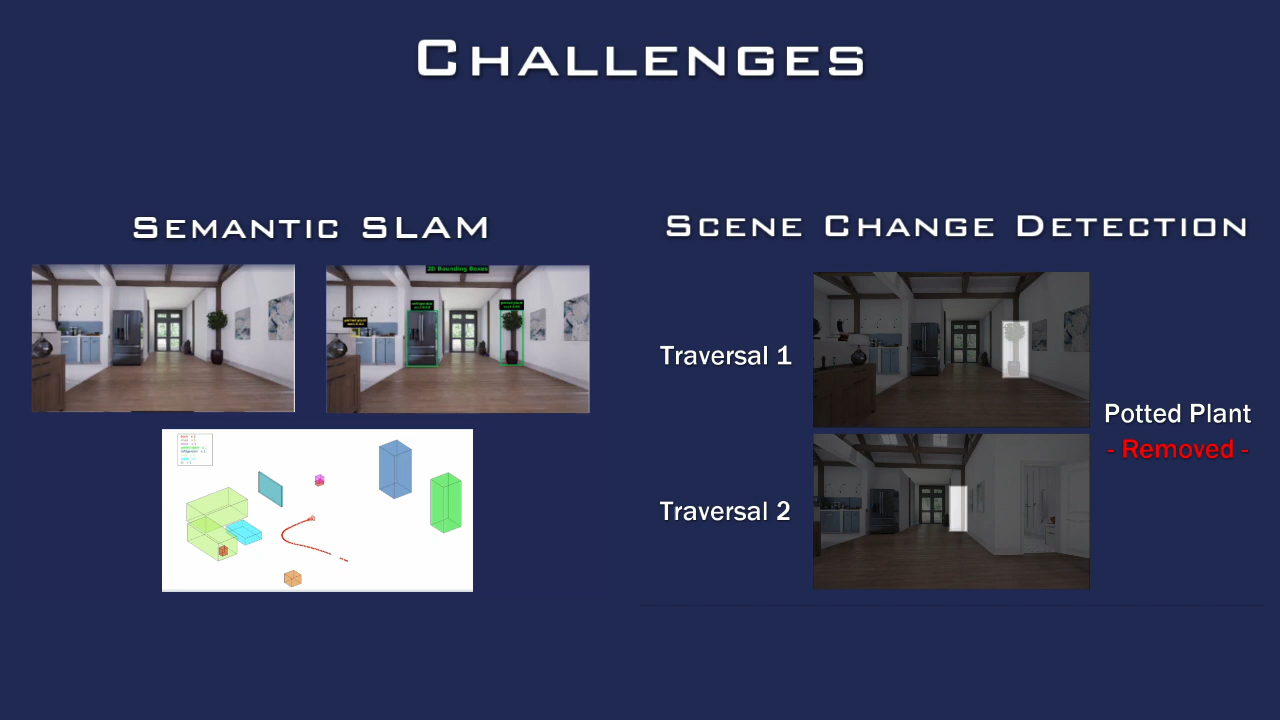 CHALLENGES
SEMANTIC SLAM
SCENE CHANGE DETECTION
2D Bounding Boxes
Traversal 1
Potted Plant
- Removed -
Traversal 2